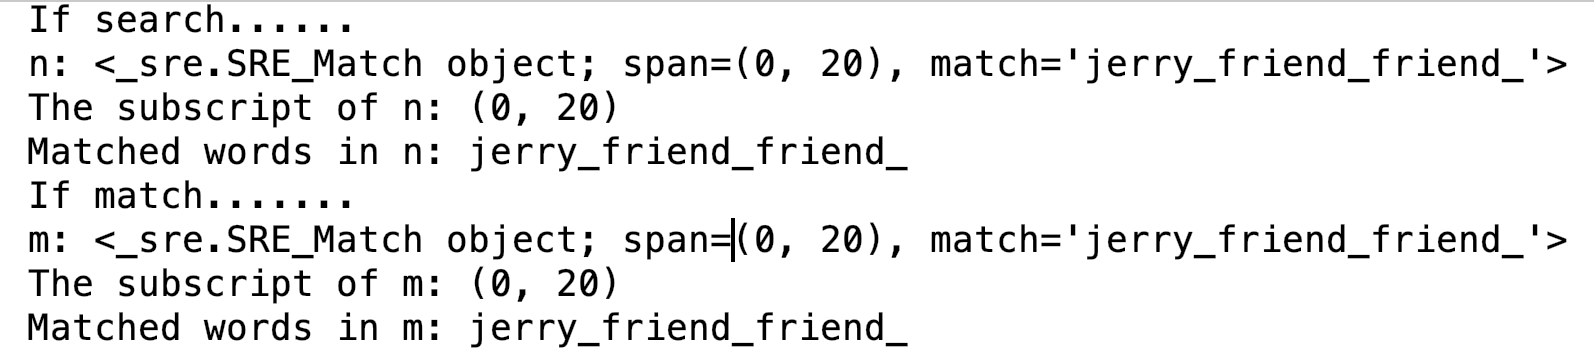 If search......
n: <_sre.SRE_Match object; span=(0, 20), match='jerry_friend_friend_'>
The subscript of n: (0, 20)
Matched words in n: jerry_friend_friend_
If match.......
m: <_sre.SRE_Match object; span=(0, 20), match='jerry_friend_friend_'>
The subscript of m: (0, 20)
Matched words in m: jerry_friend_friend_